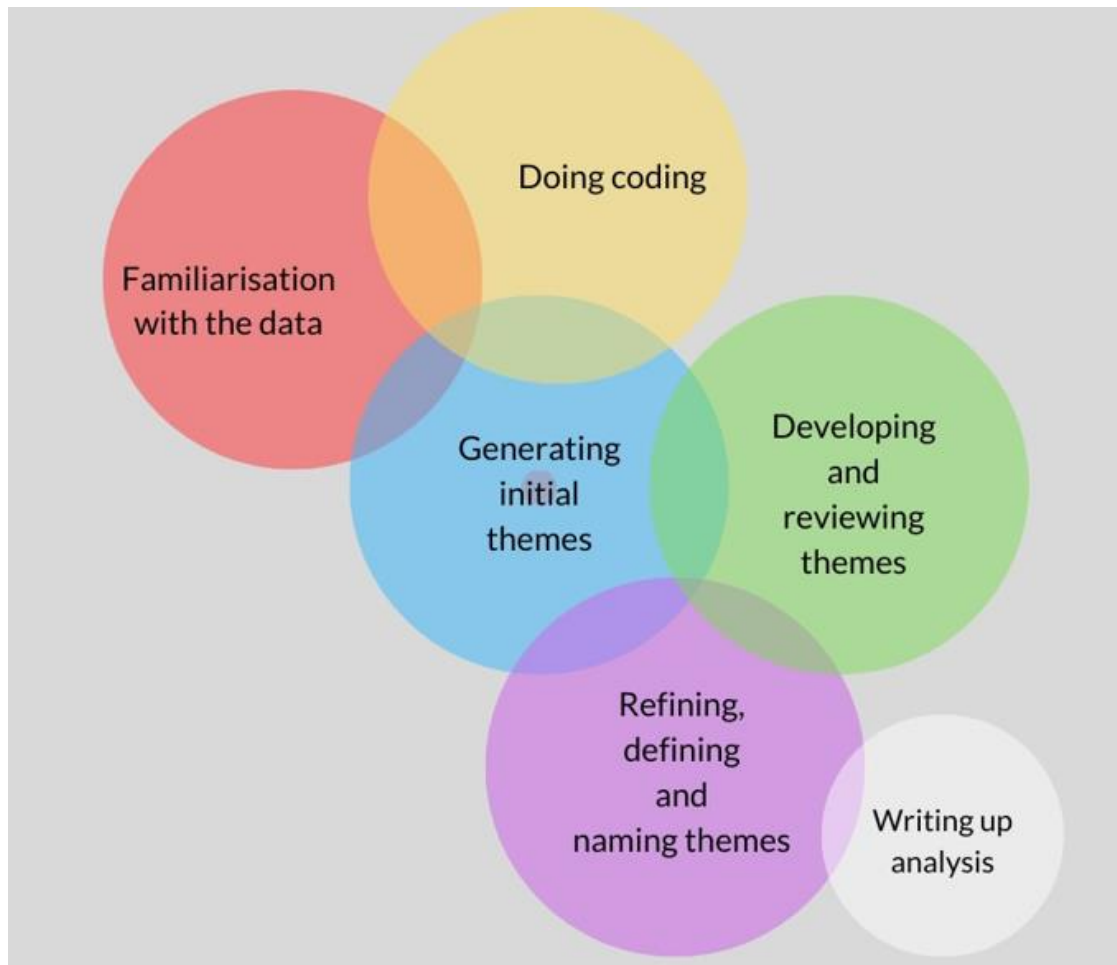 Doing coding
Familiarisation
with the data
Generating
initial
themes
Developing
and
reviewing
themes
Refining,
defining
and
naming themes
Writing up
analysis